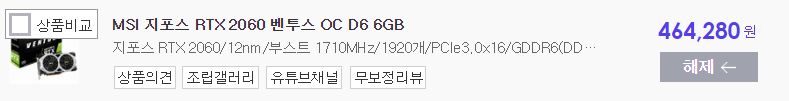 상품비교
MSI 지포스 RTX 2060 벤투스 OC D6 6GB
464,280원
지포스 RTX 2060/12nm/부스트 1710MHz/1920개/PCIe3.0x16/GDDR6(DD…
해제 ←
상품의견 조립갤러리 유튜브채널 무보정리뷰